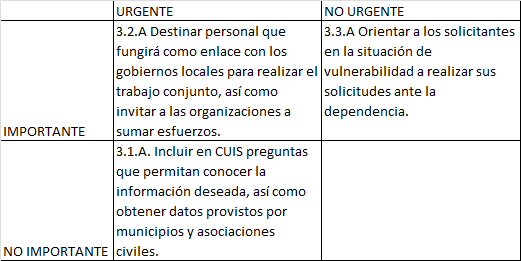 URGENTE
NO URGENTE
IMPORTANTE
3.2.A Destinar personal que
fungirá como enlace con los
gobiernos locales para realizar el
trabajo conjunto, así como
invitar a las organizaciones a
sumar esfuerzos.
3.3.A Orientar a los solicitantes
en la situación de
vulnerabilidad a realizar sus
solicitudes ante la
dependencia.
NO IMPORTANTE
3.1.A. Incluir en CUIS preguntas
que permitan conocer la
información deseada, así como
obtener datos provistos por
municipios y asociaciones
civiles.